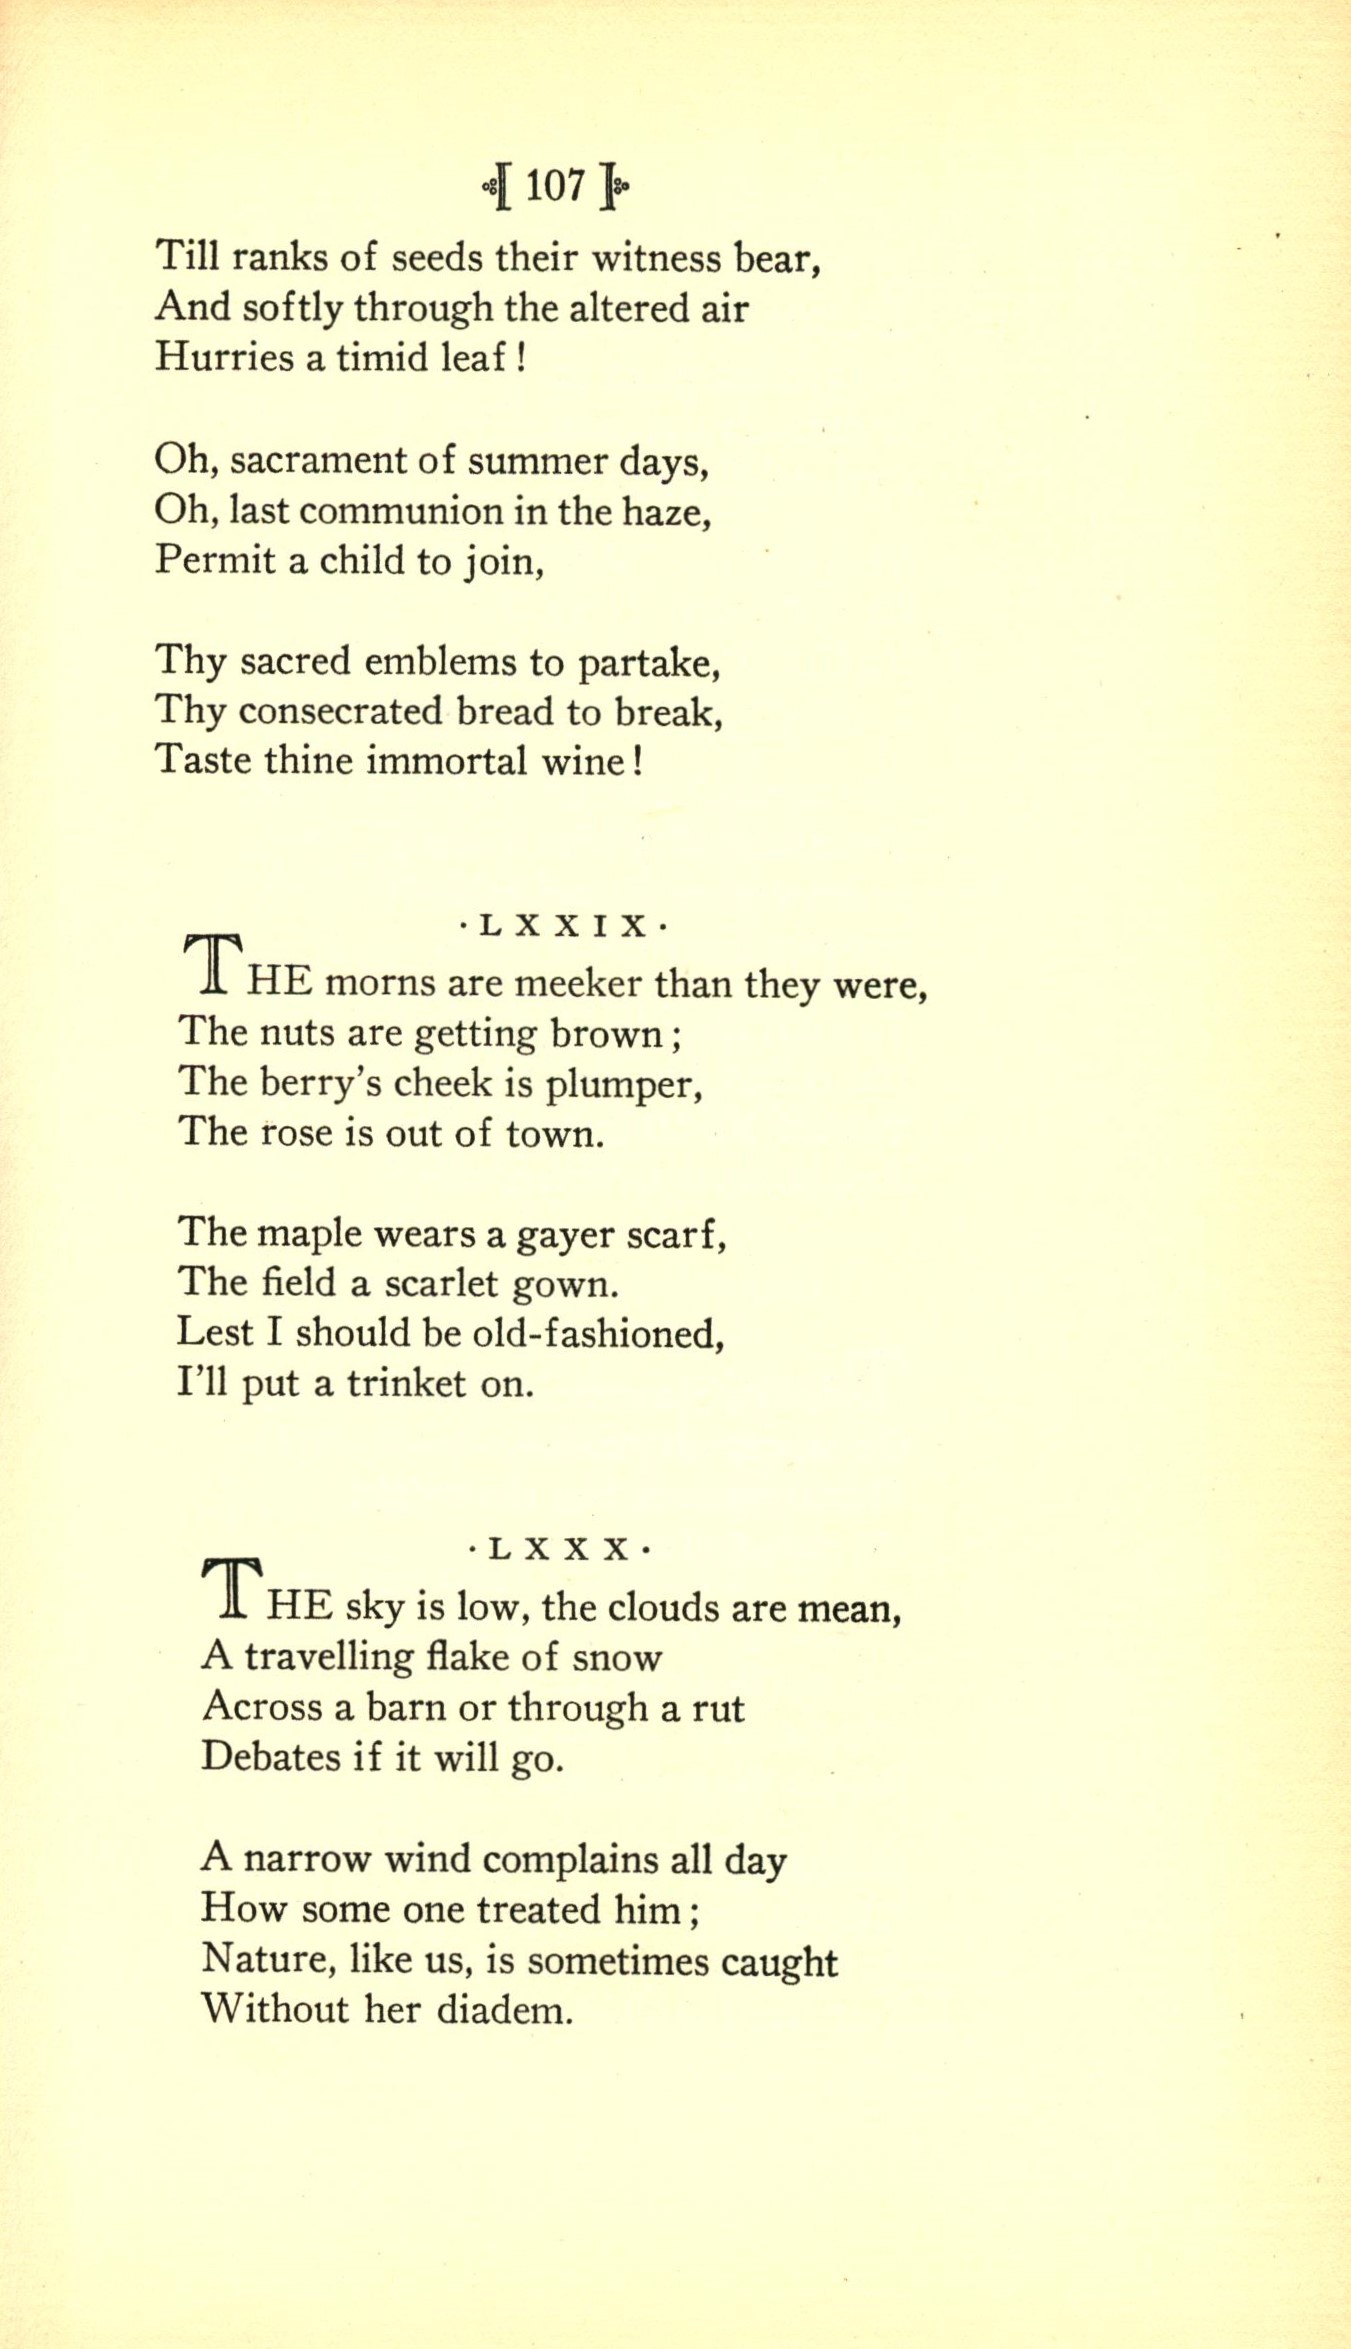 [ 107 ]
Till ranks of seeds their witness bear,
And softly through the altered air
Hurries a timid leaf!
Oh, sacrament of summer days,
Oh, last communion in the haze,
Permit a child to join,
Thy sacred emblems to partake,
Thy consecrated bread to break,
Taste thine immortal wine!
·LXXIX·
THE morns are meeker than they were,
The nuts are getting brown;
The berry's cheek is plumper,
The rose is out of town.
The maple wears a gayer scarf,
The field a scarlet gown.
Lest I should be old-fashioned,
I'll put a trinket on.
·LXXX·
THE sky is low, the clouds are mean,
A travelling flake of snow
Across a barn or through a rut
Debates if it will go.
A narrow wind complains all day
How some one treated him;
Nature, like us, is sometimes caught
Without her diadem.